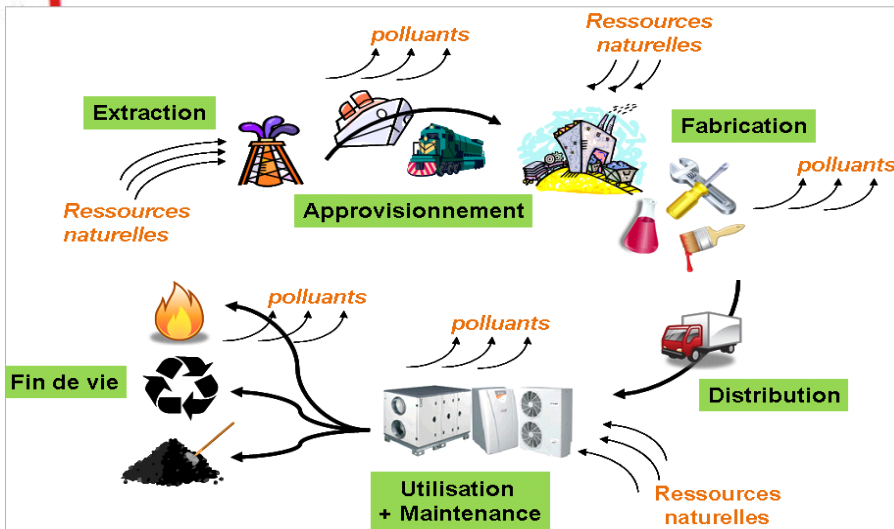 polluants
Ressources
naturelles
Extraction
Fabrication
polluants
Ressources
naturelles
Approvisionnement
polluants
polluants
Fin de vie
Distribution
Utilisation
+ Maintenance
Ressources
naturelles